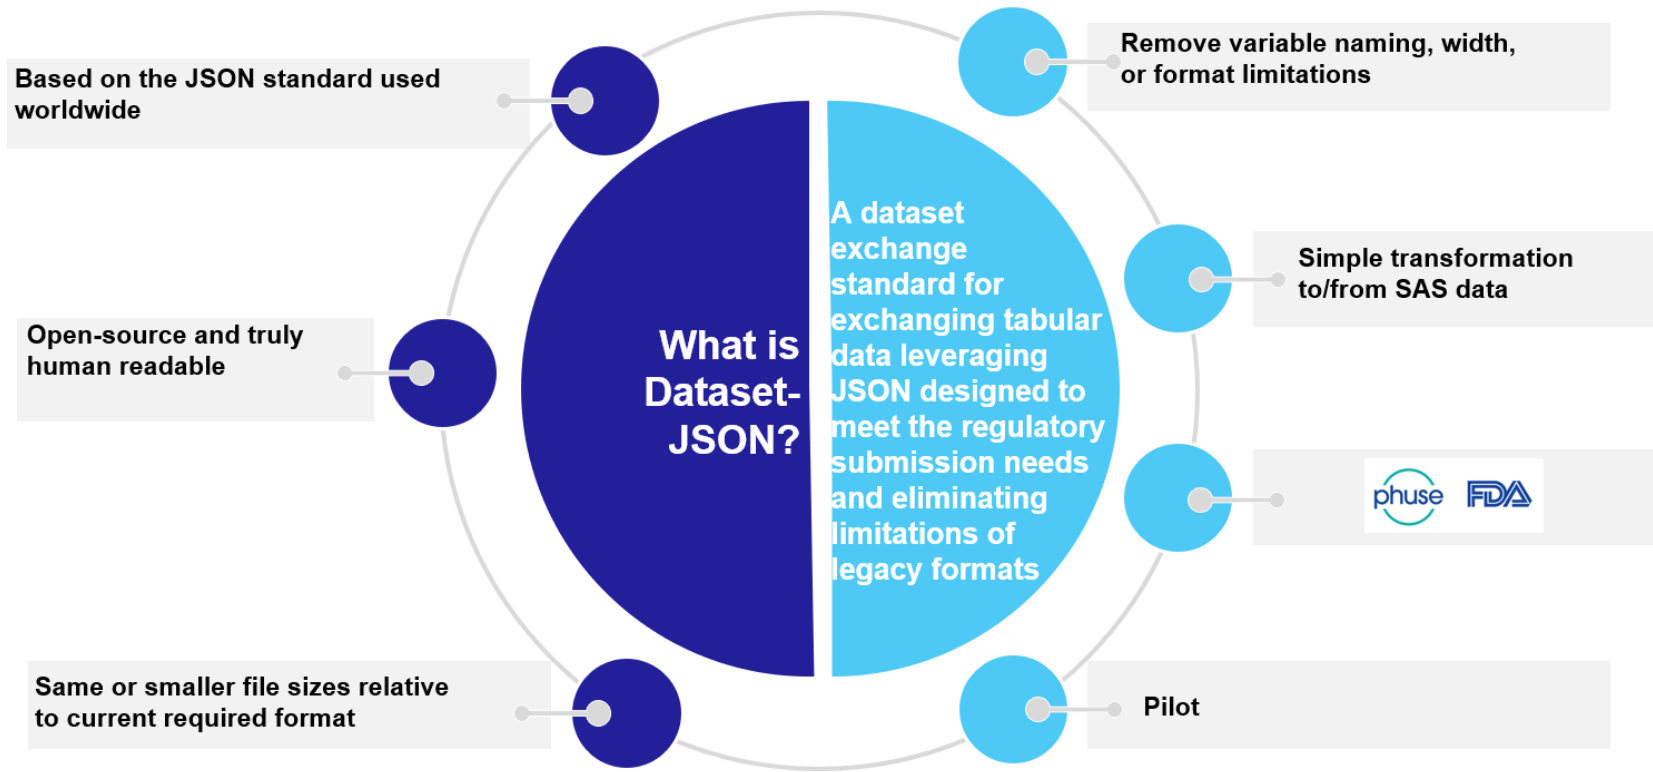 Based on the JSON standard used
worldwide
Open-source and truly
human readable
Same or smaller file sizes relative
to current required format
What is
Dataset-
JSON?
A dataset
exchange
standard for
exchanging tabular
data leveraging
JSON designed to
meet the regulatory
submission needs
and eliminating
limitations of
legacy formats
Remove variable naming, width,
or format limitations
Simple transformation
to/from SAS data
phuse FDA
Pilot